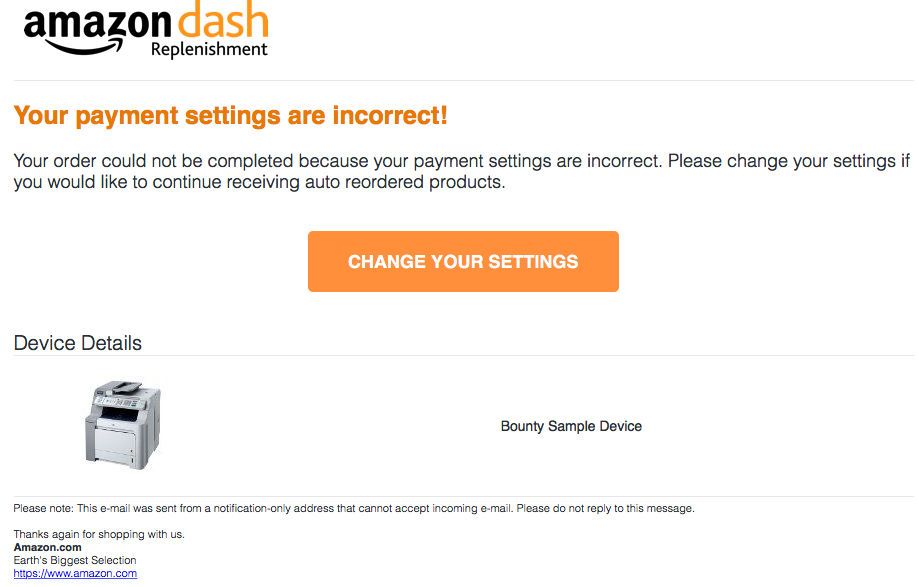 amazon dash
Replenishment
Your payment settings are incorrect!
Your order could not be completed because your payment settings are incorrect. Please change your settings if
you would like to continue receiving auto reordered products.
CHANGE YOUR SETTINGS
Device Details
Bounty Sample Device
Please note: This e-mail was sent from a notification-only address that cannot accept incoming e-mail. Please do not reply to this message.
Thanks again for shopping with us.
Amazon.com
Earth's Biggest Selection
https://www.amazon.com